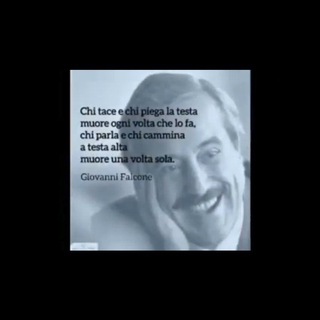 Chi tace e chi piega la testa
muore ogni volta che lo fa,
chi parla e chi cammina
a testa alta
muore una volta sola.
Giovanni Falcone